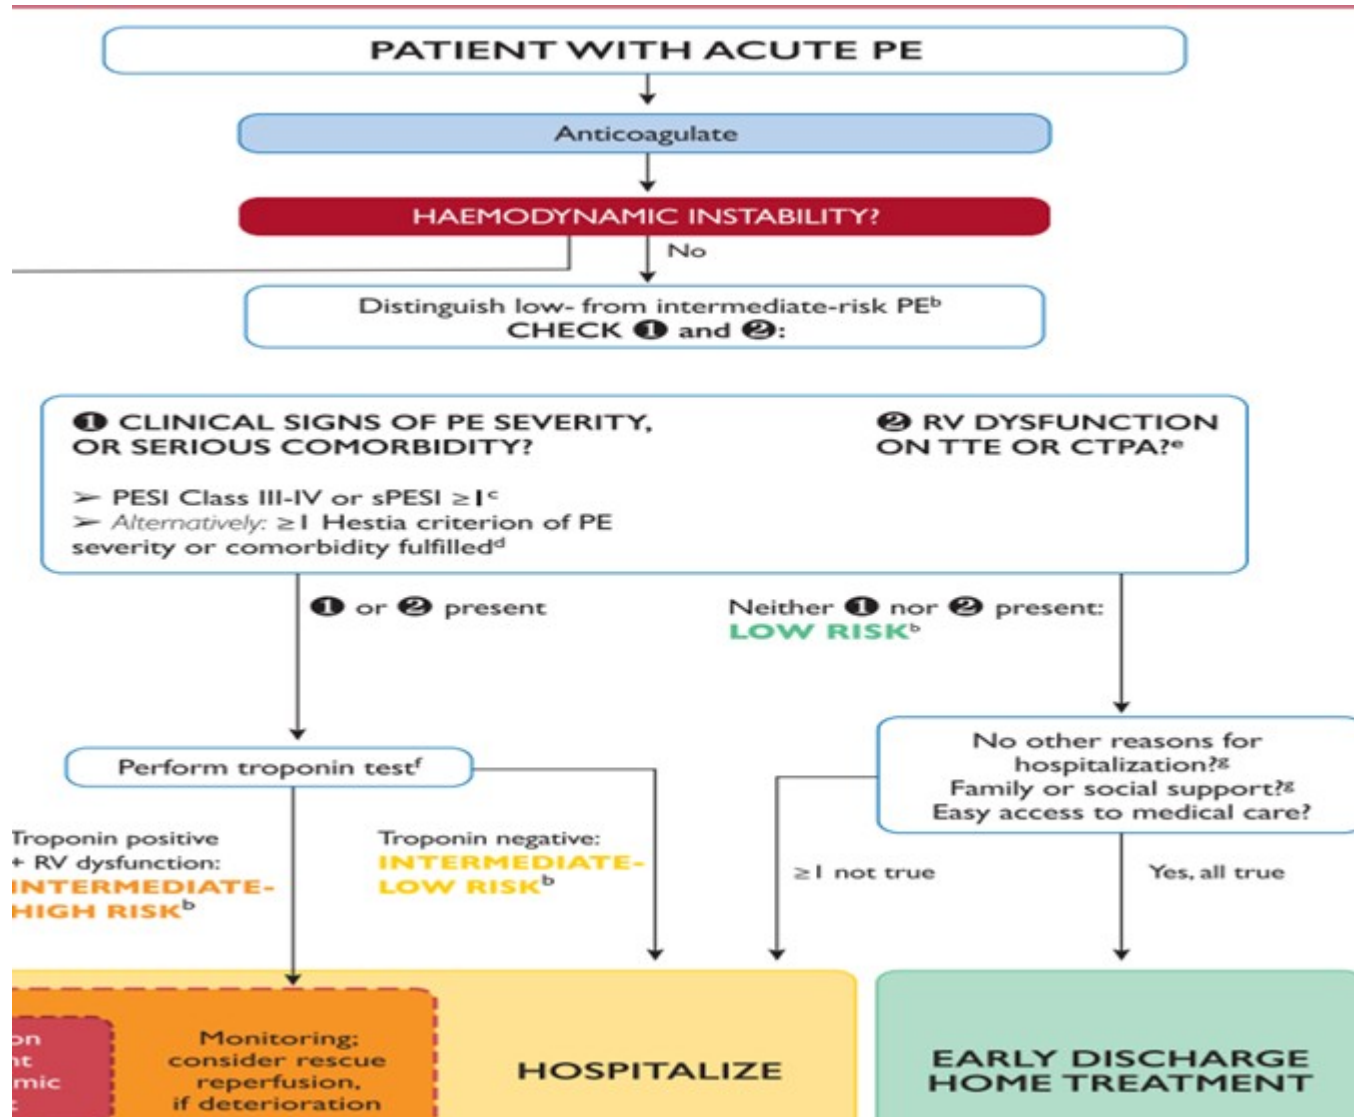 PATIENT WITH ACUTE PE
Anticoagulate
HAEMODYNAMIC INSTABILITY?
No
Distinguish low- from intermediate-risk PEᵇ
CHECK ❶ and ❷:
❶ CLINICAL SIGNS OF PE SEVERITY,
OR SERIOUS COMORBIDITY?
➢ PESI Class III-IV or sPESI ≥1ᶜ
➢ Alternatively: ≥1 Hestia criterion of PE
severity or comorbidity fulfilledᵈ
❷ RV DYSFUNCTION
ON TTE OR CTPA?ᵉ
❶ or ❷ present
Neither ❶ nor ❷ present:
LOW RISKᵇ
Perform troponin testᶠ
No other reasons for
hospitalization?ᵍ
Family or social support?ᵍ
Easy access to medical care?
Troponin positive
+ RV dysfunction:
INTERMEDIATE-
HIGH RISKᵇ
Troponin negative:
INTERMEDIATE-
LOW RISKᵇ
≥1 not true
Yes, all true
Monitoring;
consider rescue
reperfusion,
if deterioration
HOSPITALIZE
EARLY DISCHARGE
HOME TREATMENT